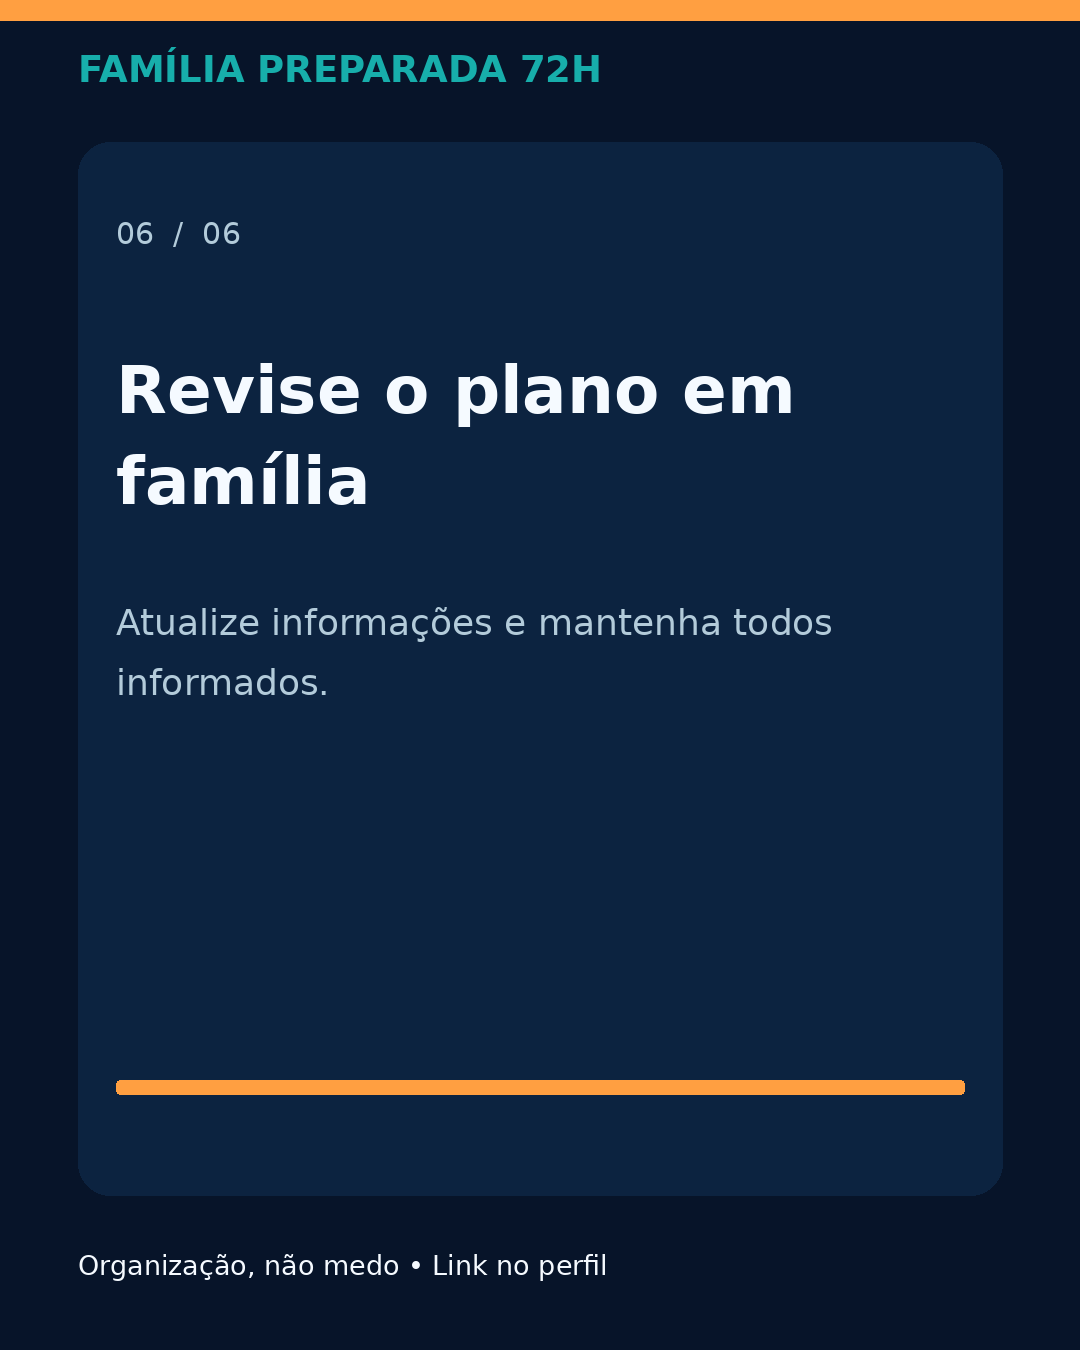 FAMÍLIA PREPARADA 72H
06 / 06
Revise o plano em
família
Atualize informações e mantenha todos
informados.
Organização, não medo • Link no perfil